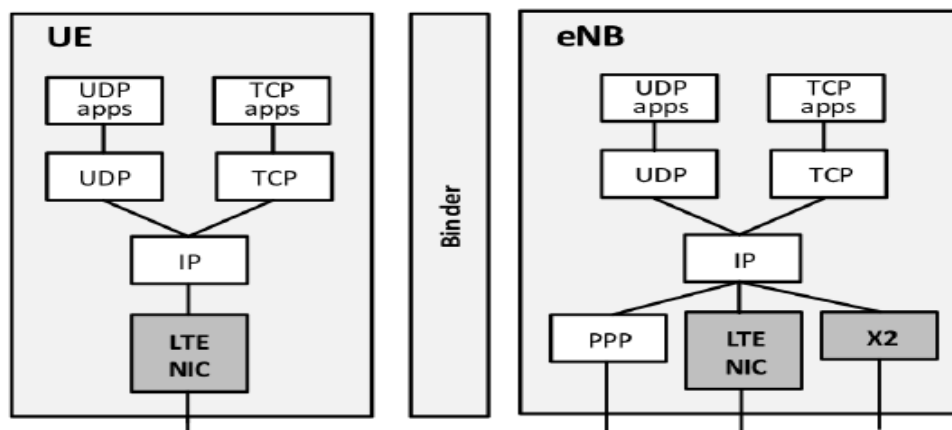 UE
UDP
apps
TCP
apps
UDP
TCP
IP
LTE
NIC
Binder
eNB
UDP
apps
TCP
apps
UDP
TCP
IP
PPP
LTE
NIC
X2